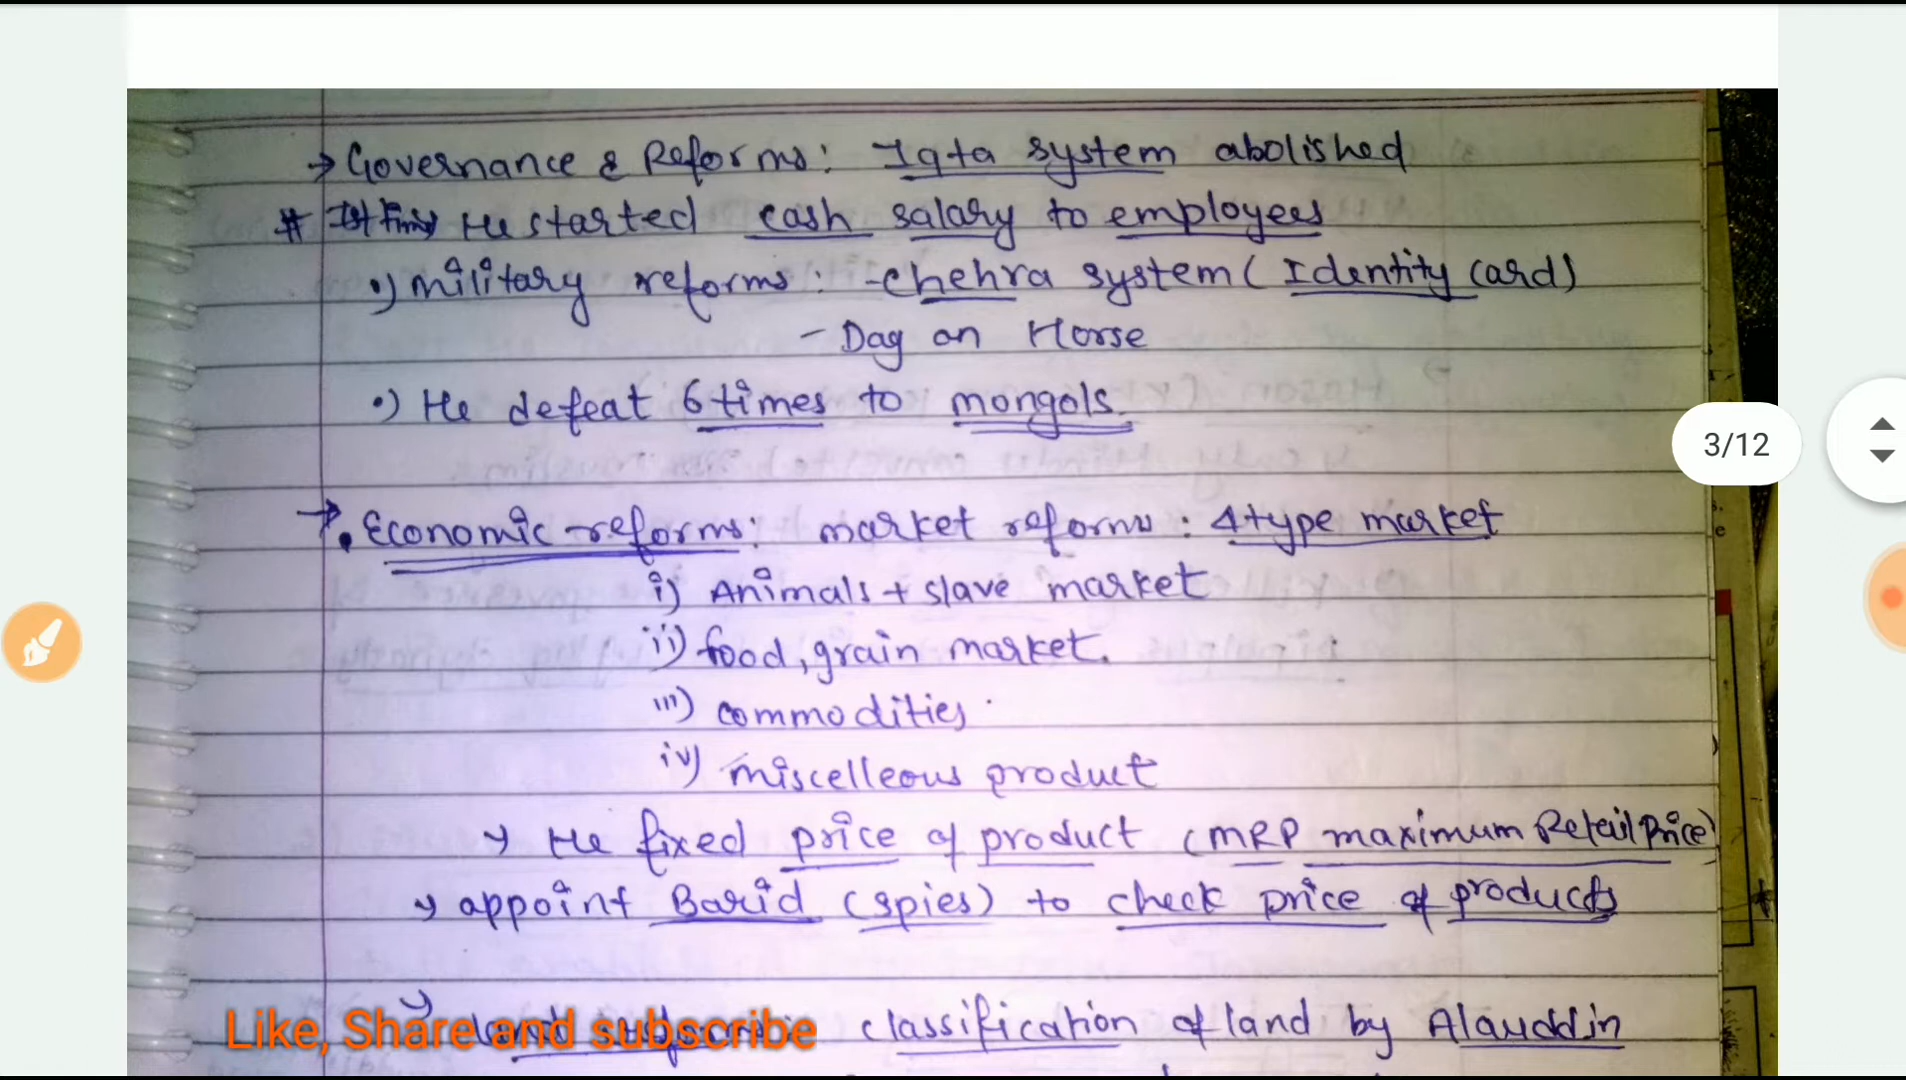 → Governance & Reforms: Iqta system abolished
# Ist time He started cash salary to employees
•) military reforms: - chehra system (Identity card)
- Dag on Horse
•) He defeat 6 times to mongols.
3/12
→ • Economic reforms: market reforms: 4 type market
i) Animals + slave market
ii) food, grain market.
iii) commodities
iv) miscelleous product
→ He fixed price of product (MRP maximum Retail Price)
→ appoint Barid (spies) to check price of products
→ land classification of land by Alauddin
Like, Share and subscribe